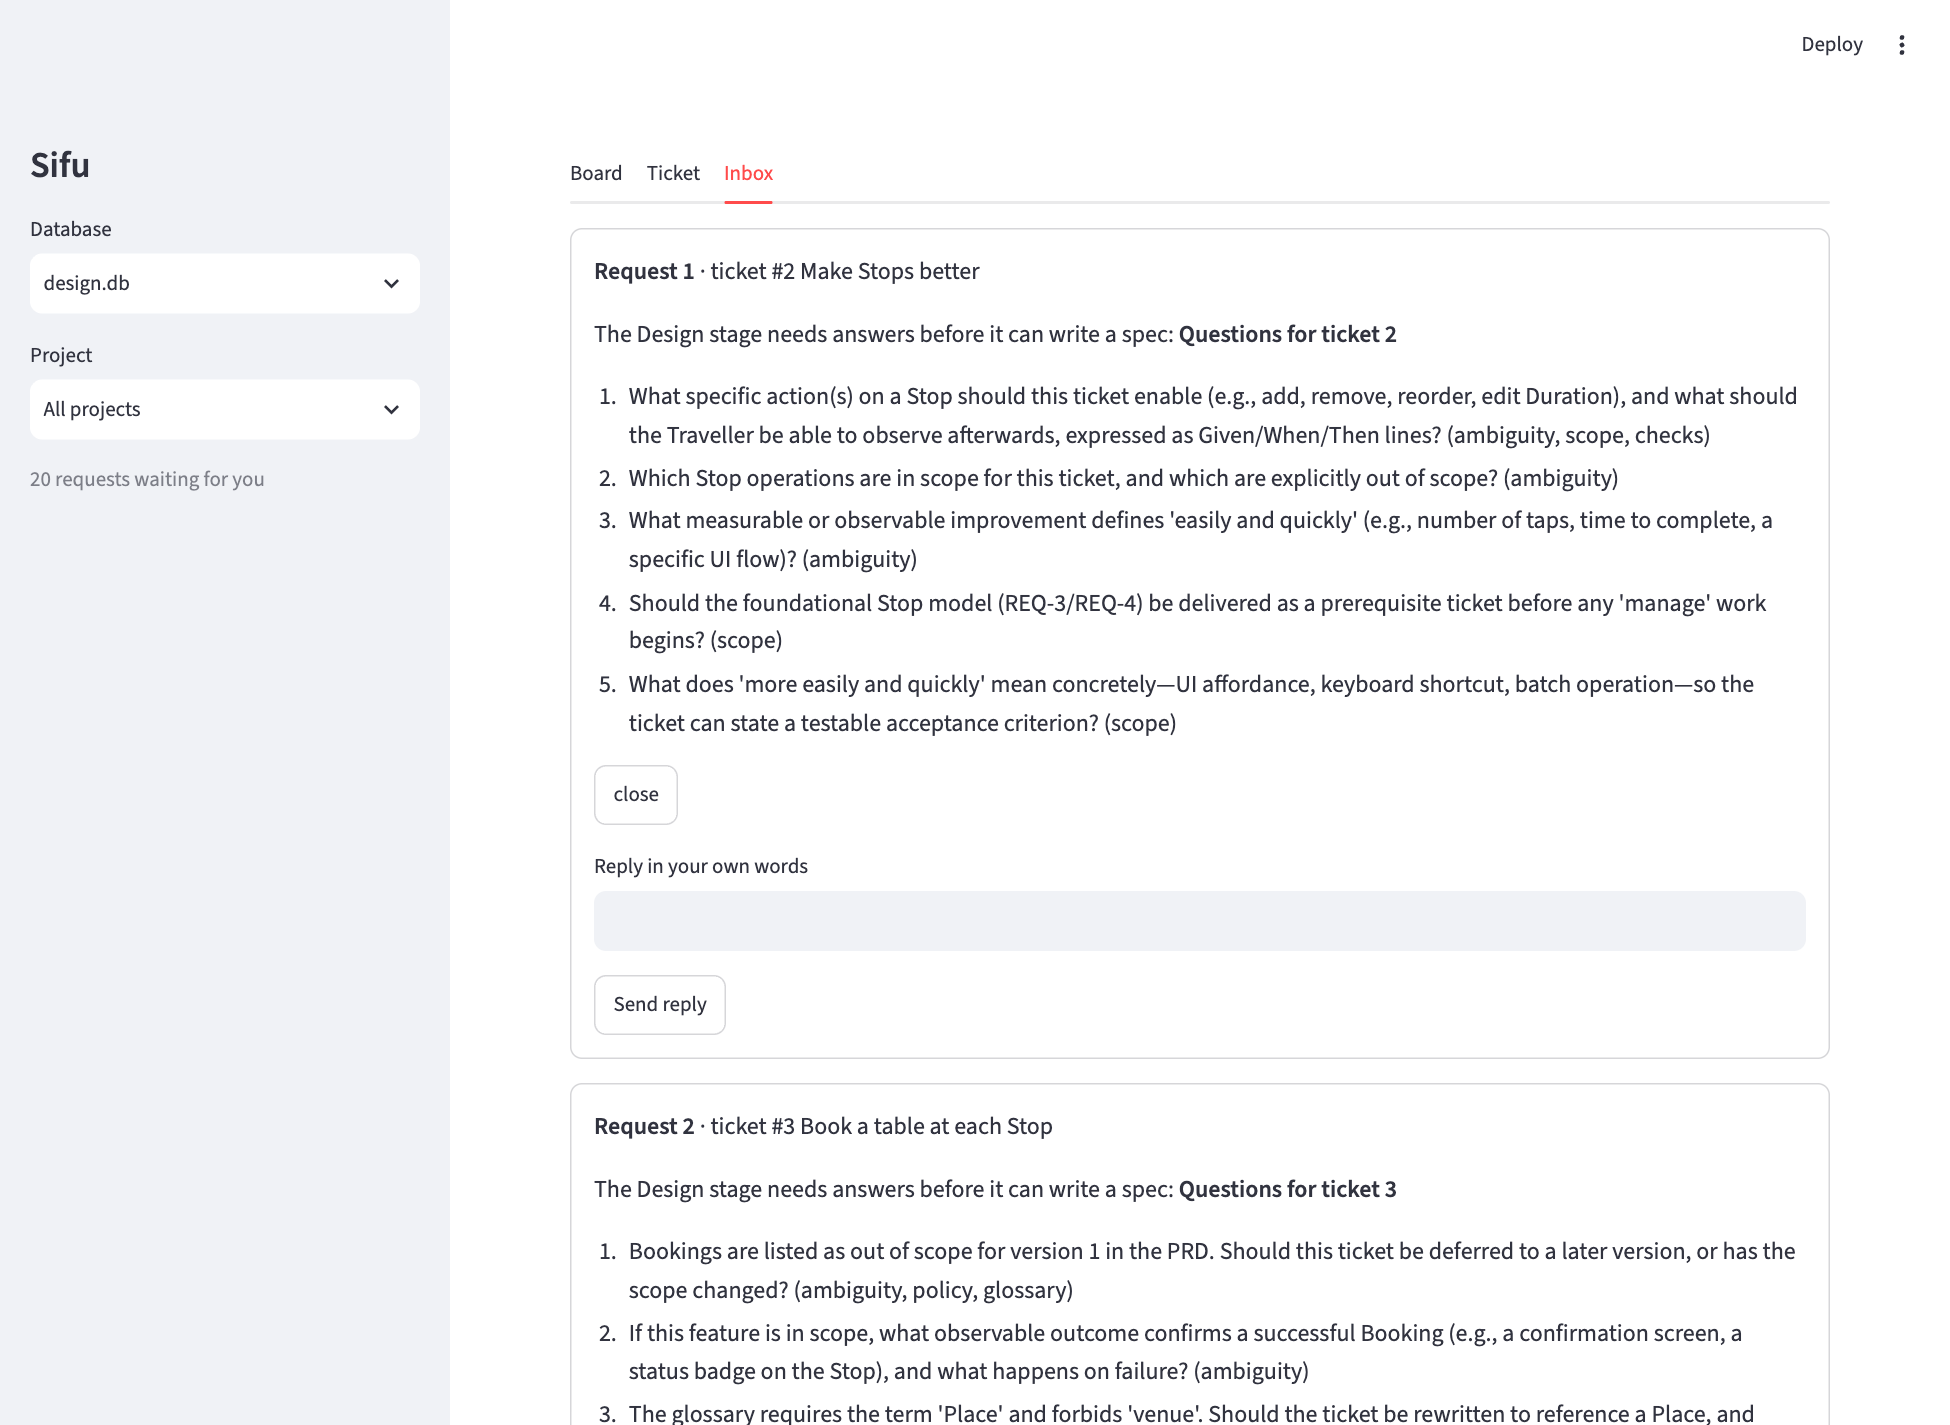 Deploy
Sifu
Database
design.db
Project
All projects
20 requests waiting for you
Board Ticket Inbox
Request 1 · ticket #2 Make Stops better
The Design stage needs answers before it can write a spec: Questions for ticket 2
1. What specific action(s) on a Stop should this ticket enable (e.g., add, remove, reorder, edit Duration), and what should
the Traveller be able to observe afterwards, expressed as Given/When/Then lines? (ambiguity, scope, checks)
2. Which Stop operations are in scope for this ticket, and which are explicitly out of scope? (ambiguity)
3. What measurable or observable improvement defines 'easily and quickly' (e.g., number of taps, time to complete, a
specific UI flow)? (ambiguity)
4. Should the foundational Stop model (REQ-3/REQ-4) be delivered as a prerequisite ticket before any 'manage' work
begins? (scope)
5. What does 'more easily and quickly' mean concretely—UI affordance, keyboard shortcut, batch operation—so the
ticket can state a testable acceptance criterion? (scope)
close
Reply in your own words
Send reply
Request 2 · ticket #3 Book a table at each Stop
The Design stage needs answers before it can write a spec: Questions for ticket 3
1. Bookings are listed as out of scope for version 1 in the PRD. Should this ticket be deferred to a later version, or has the
scope changed? (ambiguity, policy, glossary)
2. If this feature is in scope, what observable outcome confirms a successful Booking (e.g., a confirmation screen, a
status badge on the Stop), and what happens on failure? (ambiguity)
3. The glossary requires the term 'Place' and forbids 'venue'. Should the ticket be rewritten to reference a Place, and